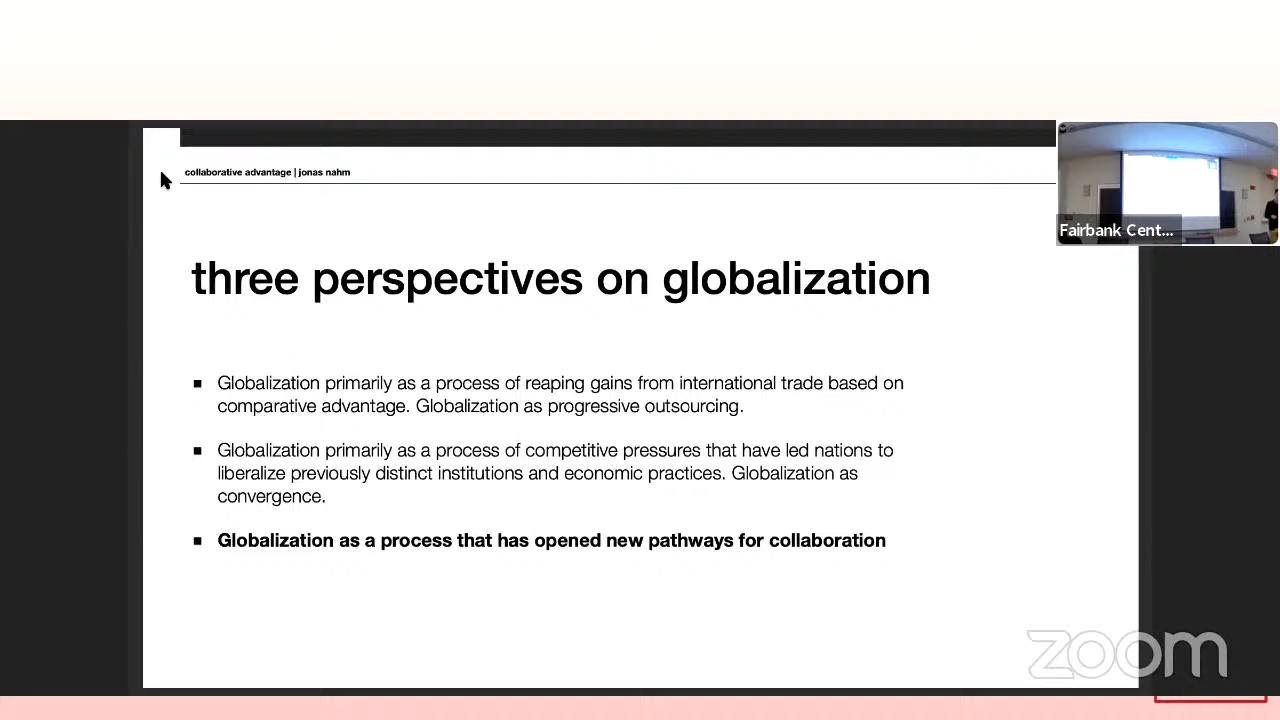 collaborative advantage | jonas nahm
Fairbank Cent...
three perspectives on globalization
▪ Globalization primarily as a process of reaping gains from international trade based on
comparative advantage. Globalization as progressive outsourcing.
▪ Globalization primarily as a process of competitive pressures that have led nations to
liberalize previously distinct institutions and economic practices. Globalization as
convergence.
▪ Globalization as a process that has opened new pathways for collaboration
zoom